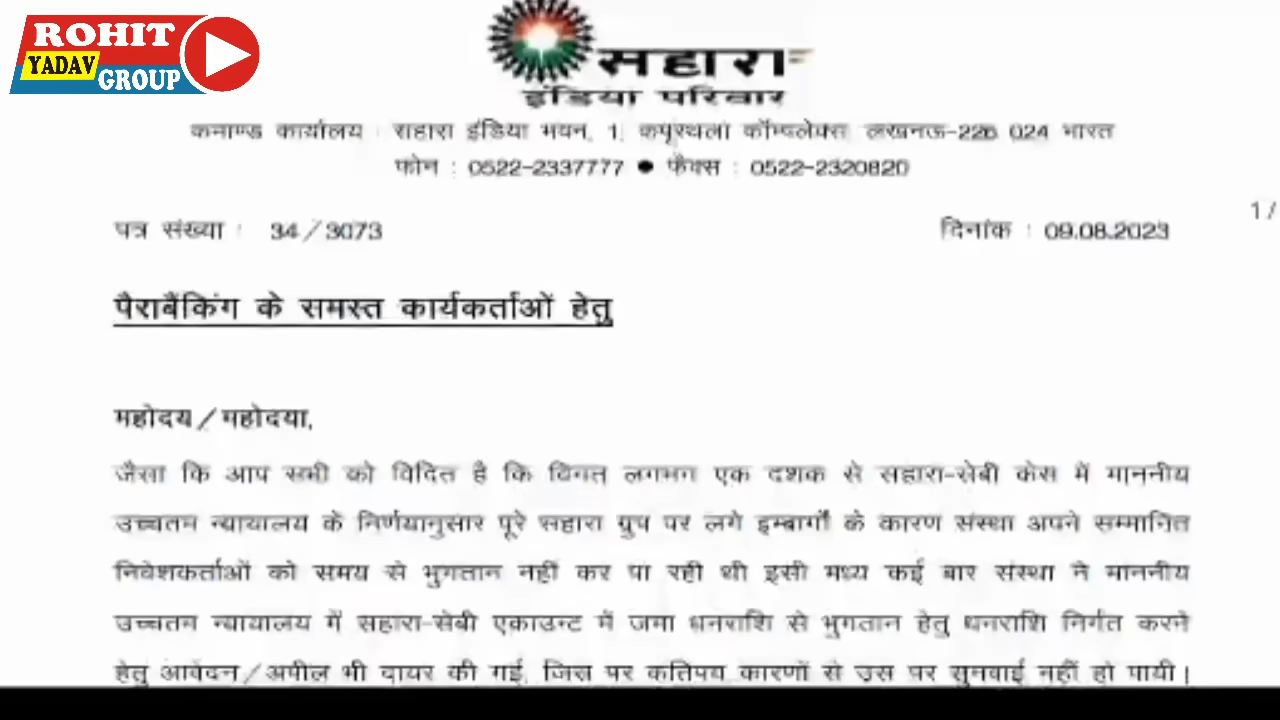 ROHIT
YADAV
GROUP
सहारा
इंडिया परिवार
कमाण्ड कार्यालय : सहारा इंडिया भवन, 1, कपूरथला कॉम्पलेक्स, लखनऊ-226 024 भारत
फोन : 0522-2337777 ● फैक्स : 0522-2320820
1/
पत्र संख्या : 34/3073 दिनांक : 09.08.2023
पैराबैंकिंग के समस्त कार्यकर्ताओं हेतु
महोदय/महोदया,
जैसा कि आप सभी को विदित है कि विगत् लगभग एक दशक से सहारा-सेबी केस में माननीय
उच्चतम न्यायालय के निर्णयानुसार पूरे सहारा ग्रुप पर लगे इम्बार्गों के कारण संस्था अपने सम्मानित
निवेशकर्ताओं को समय से भुगतान नहीं कर पा रही थी इसी मध्य कई बार संस्था ने माननीय
उच्चतम न्यायालय में सहारा-सेबी एकाउन्ट में जमा धनराशि से भुगतान हेतु धनराशि निर्गत करने
हेतु आवेदन/अपील भी दायर की गई, जिस पर कतिपय कारणों से उस पर सुनवाई नहीं हो पायी।